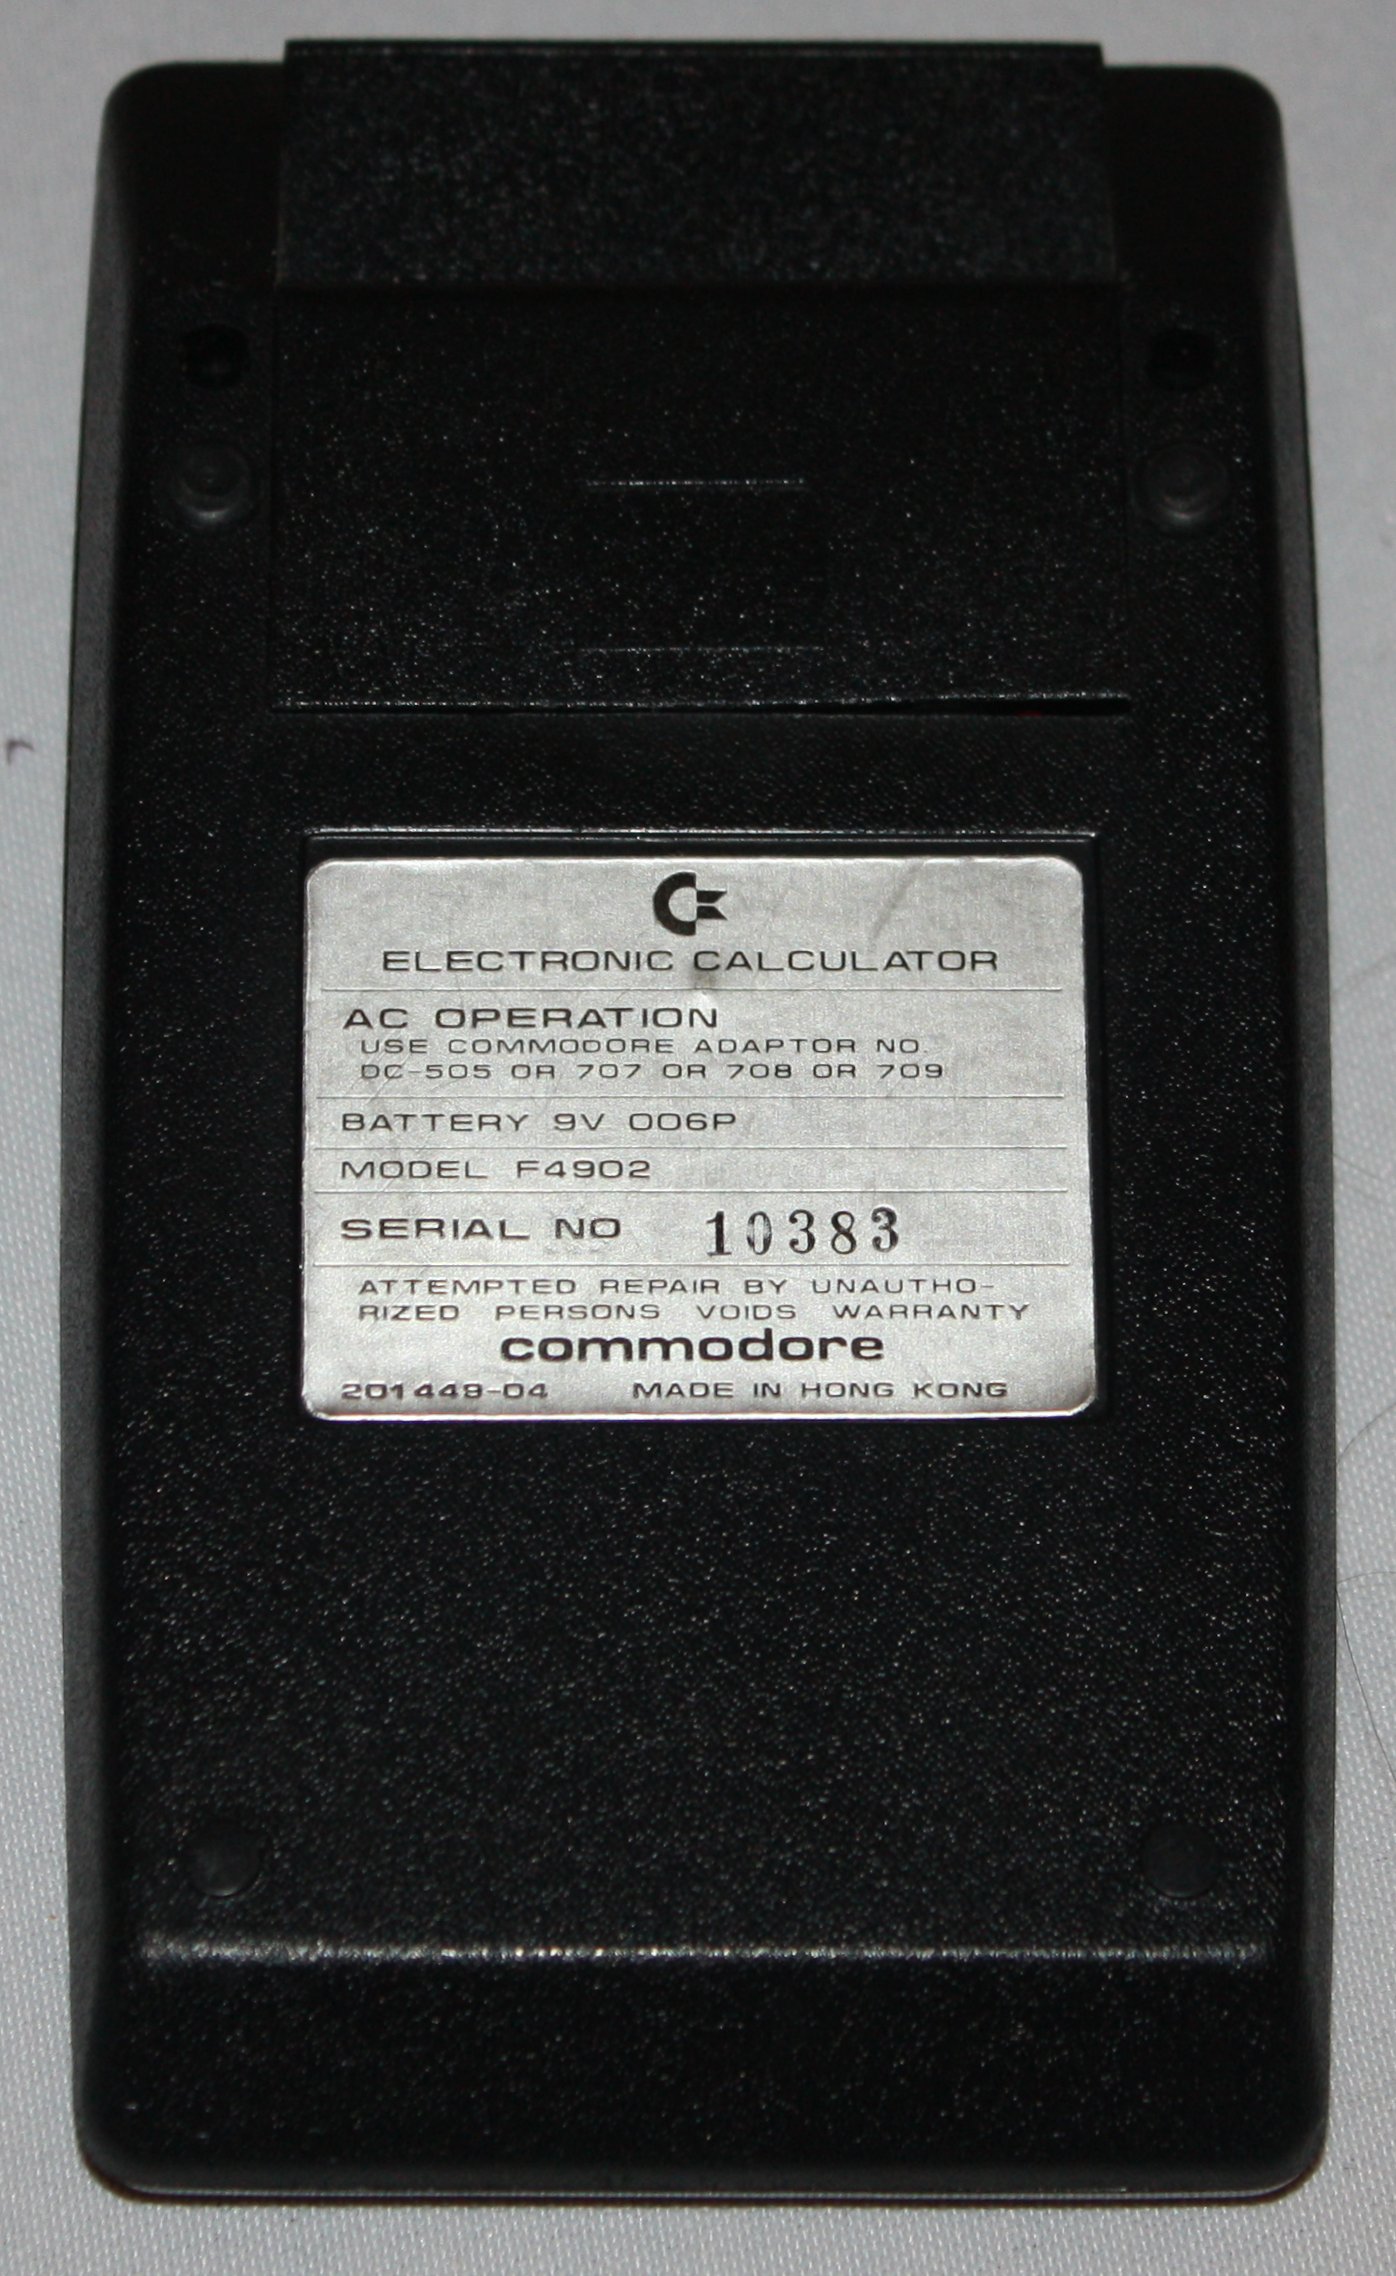 ELECTRONIC CALCULATOR
AC OPERATION
USE COMMODORE ADAPTOR NO.
DC-505 OR 707 OR 708 OR 709
BATTERY 9V 006P
MODEL F4902
SERIAL NO 10383
ATTEMPTED REPAIR BY UNAUTHO-
RIZED PERSONS VOIDS WARRANTY
commodore
201449-04 MADE IN HONG KONG